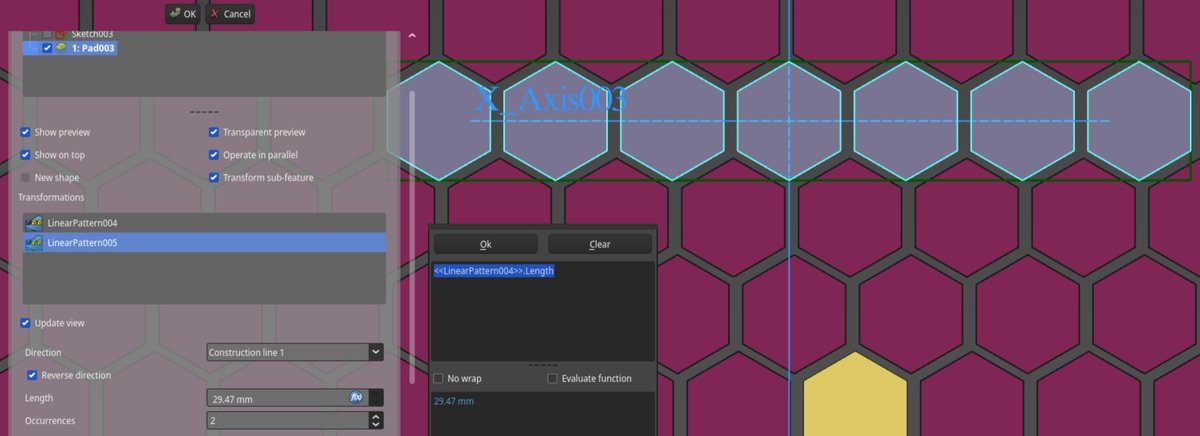 OK Cancel
Sketch003
1: Pad003
X_Axis003
Show preview Transparent preview
Show on top Operate in parallel
New shape Transform sub-feature
Transformations
LinearPattern004
LinearPattern005
Ok Clear
<<LinearPattern004>>.Length
Update view
Direction Construction line 1
Reverse direction
No wrap Evaluate function
Length 29.47 mm f(x)
29.47 mm
Occurrences 2